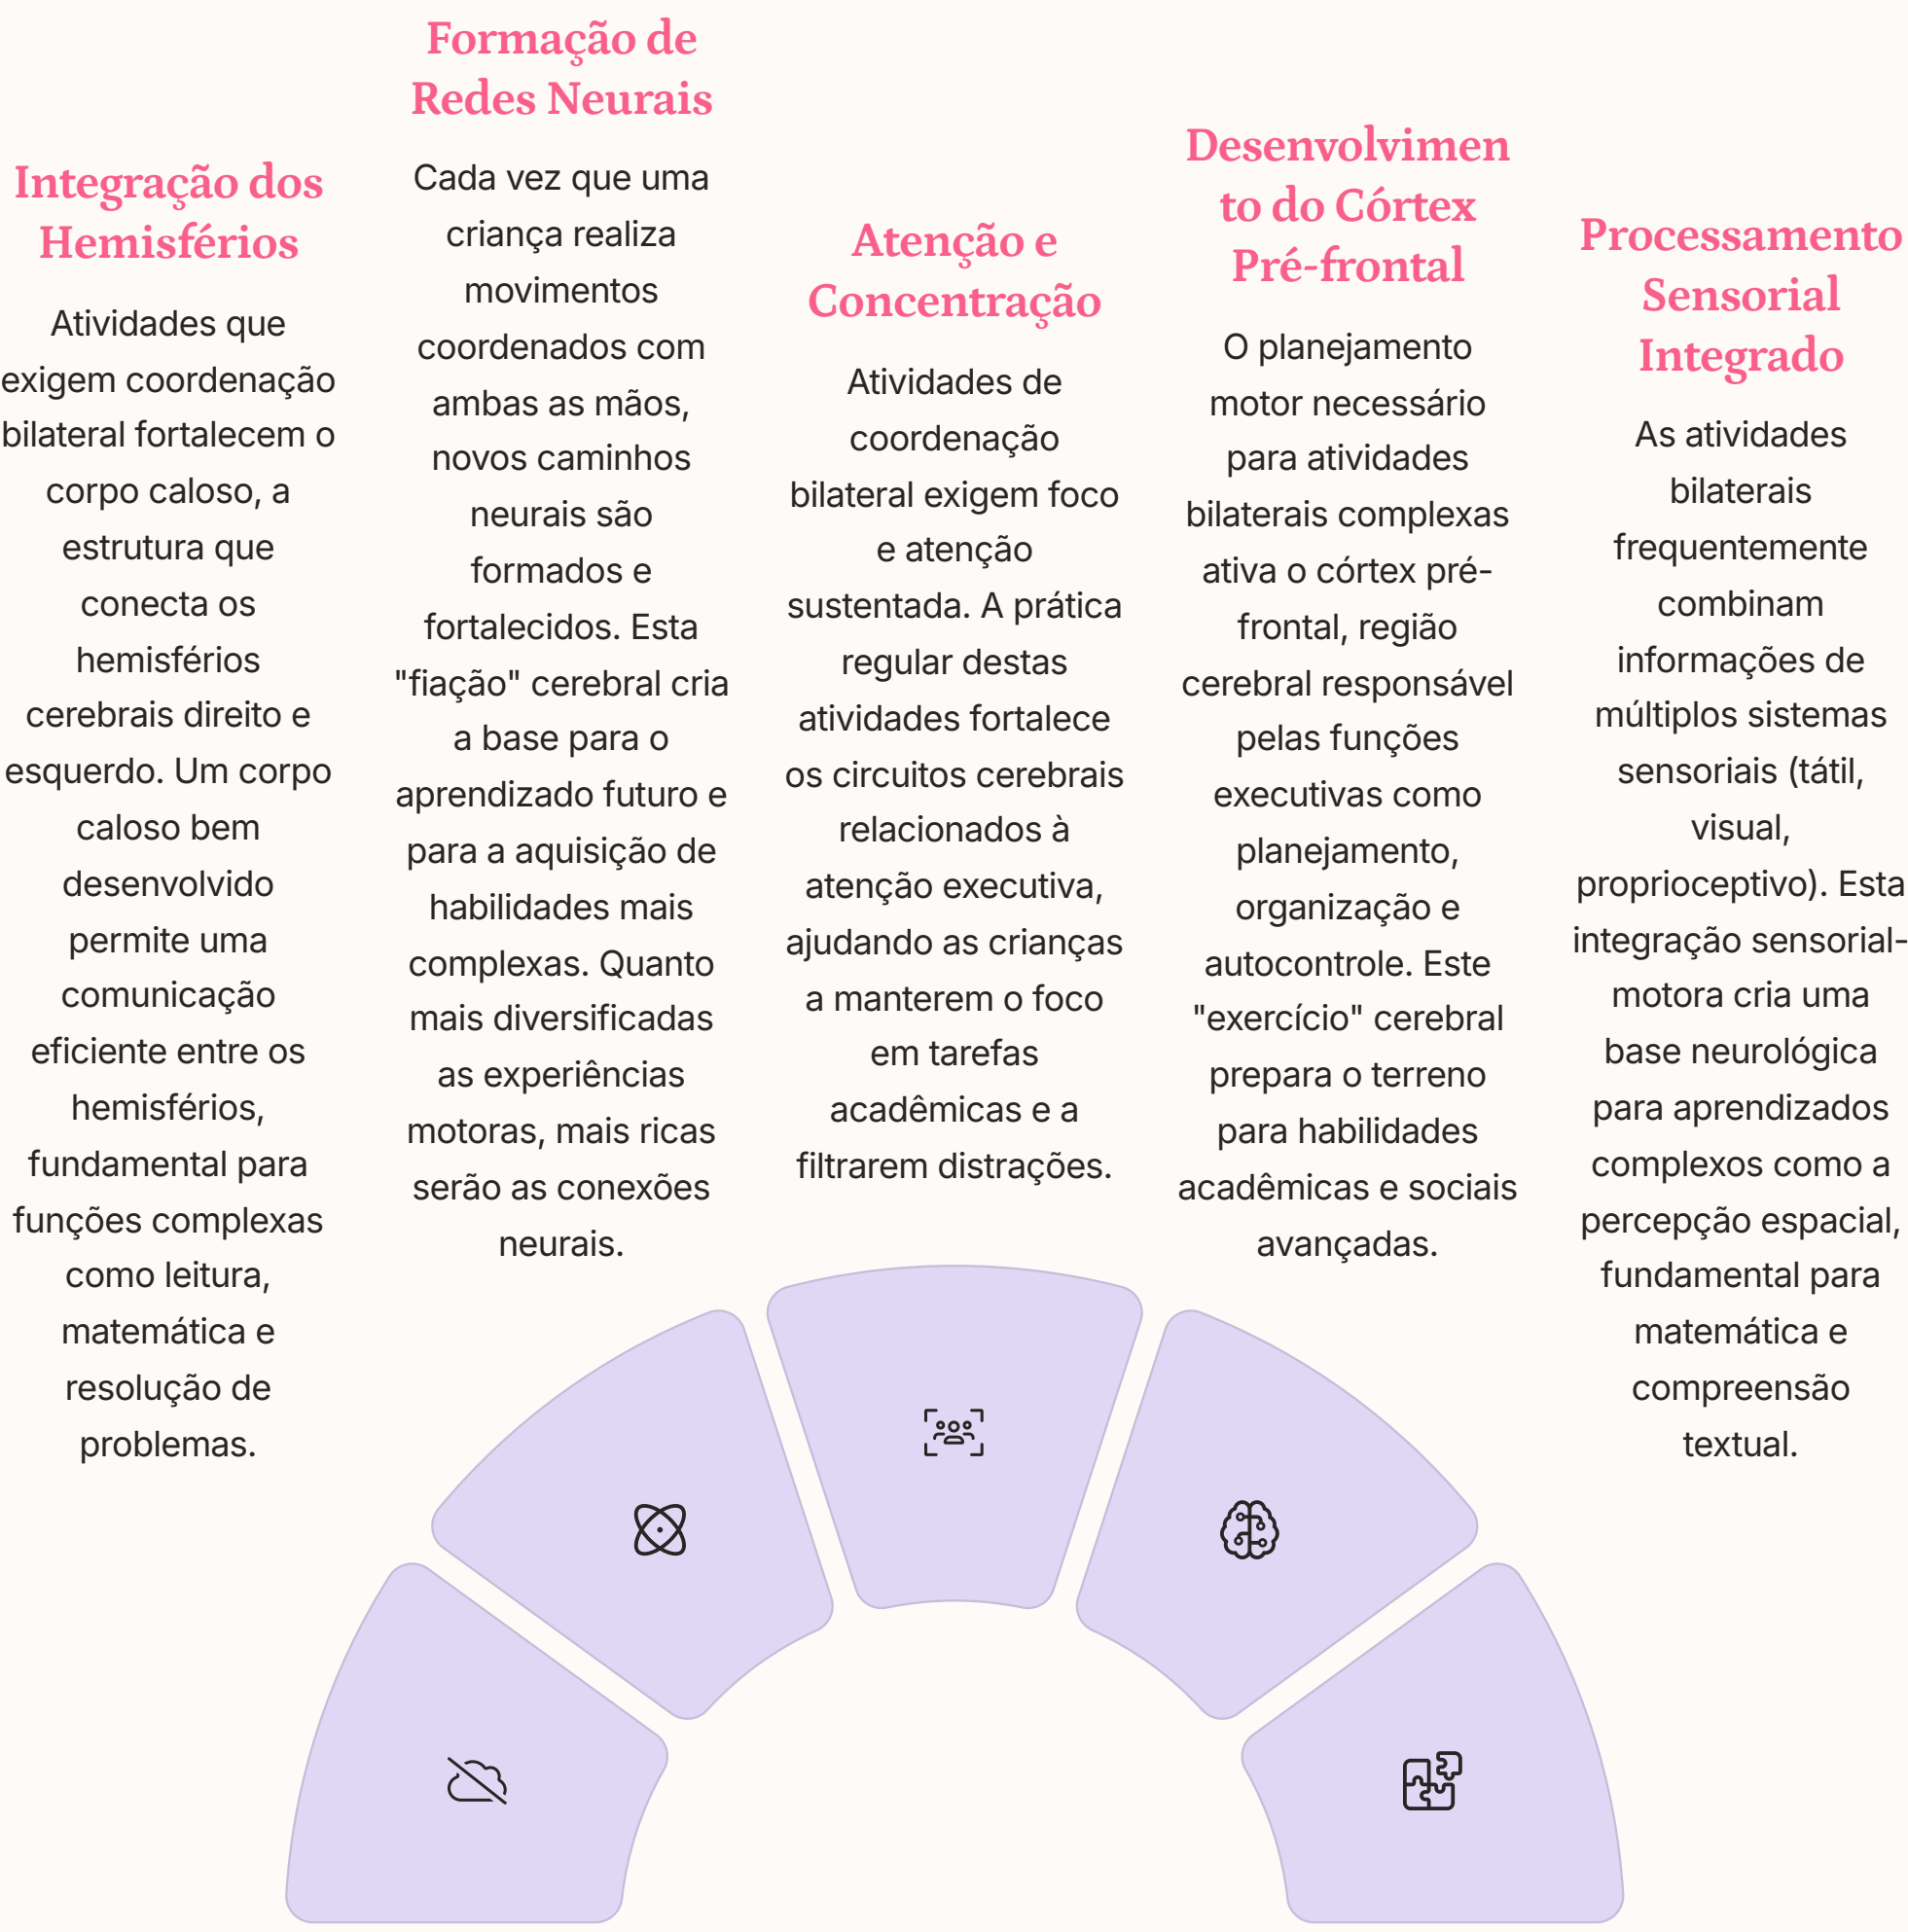 Integração dos
Hemisférios
Atividades que
exigem coordenação
bilateral fortalecem o
corpo caloso, a
estrutura que
conecta os
hemisférios
cerebrais direito e
esquerdo. Um corpo
caloso bem
desenvolvido
permite uma
comunicação
eficiente entre os
hemisférios,
fundamental para
funções complexas
como leitura,
matemática e
resolução de
problemas.
Formação de
Redes Neurais
Cada vez que uma
criança realiza
movimentos
coordenados com
ambas as mãos,
novos caminhos
neurais são
formados e
fortalecidos. Esta
"fiação" cerebral cria
a base para o
aprendizado futuro e
para a aquisição de
habilidades mais
complexas. Quanto
mais diversificadas
as experiências
motoras, mais ricas
serão as conexões
neurais.
Atenção e
Concentração
Atividades de
coordenação
bilateral exigem foco
e atenção
sustentada. A prática
regular destas
atividades fortalece
os circuitos cerebrais
relacionados à
atenção executiva,
ajudando as crianças
a manterem o foco
em tarefas
acadêmicas e a
filtrarem distrações.
Desenvolvimen
to do Córtex
Pré-frontal
O planejamento
motor necessário
para atividades
bilaterais complexas
ativa o córtex pré-
frontal, região
cerebral responsável
pelas funções
executivas como
planejamento,
organização e
autocontrole. Este
"exercício" cerebral
prepara o terreno
para habilidades
acadêmicas e sociais
avançadas.
Processamento
Sensorial
Integrado
As atividades
bilaterais
frequentemente
combinam
informações de
múltiplos sistemas
sensoriais (tátil,
visual,
proprioceptivo). Esta
integração sensorial-
motora cria uma
base neurológica
para aprendizados
complexos como a
percepção espacial,
fundamental para
matemática e
compreensão
textual.